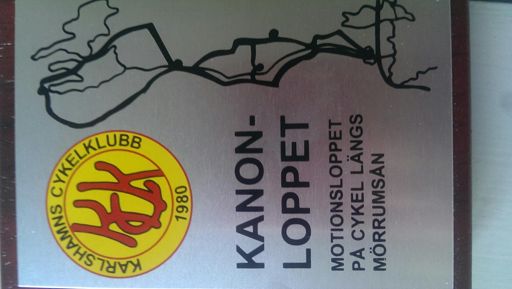 KARLSHAMNS CYKELKLUBB
KCK
1980
KANON-
LOPPET
MOTIONSLOPPET
PÅ CYKEL LÄNGS
MÖRRUMSÅN